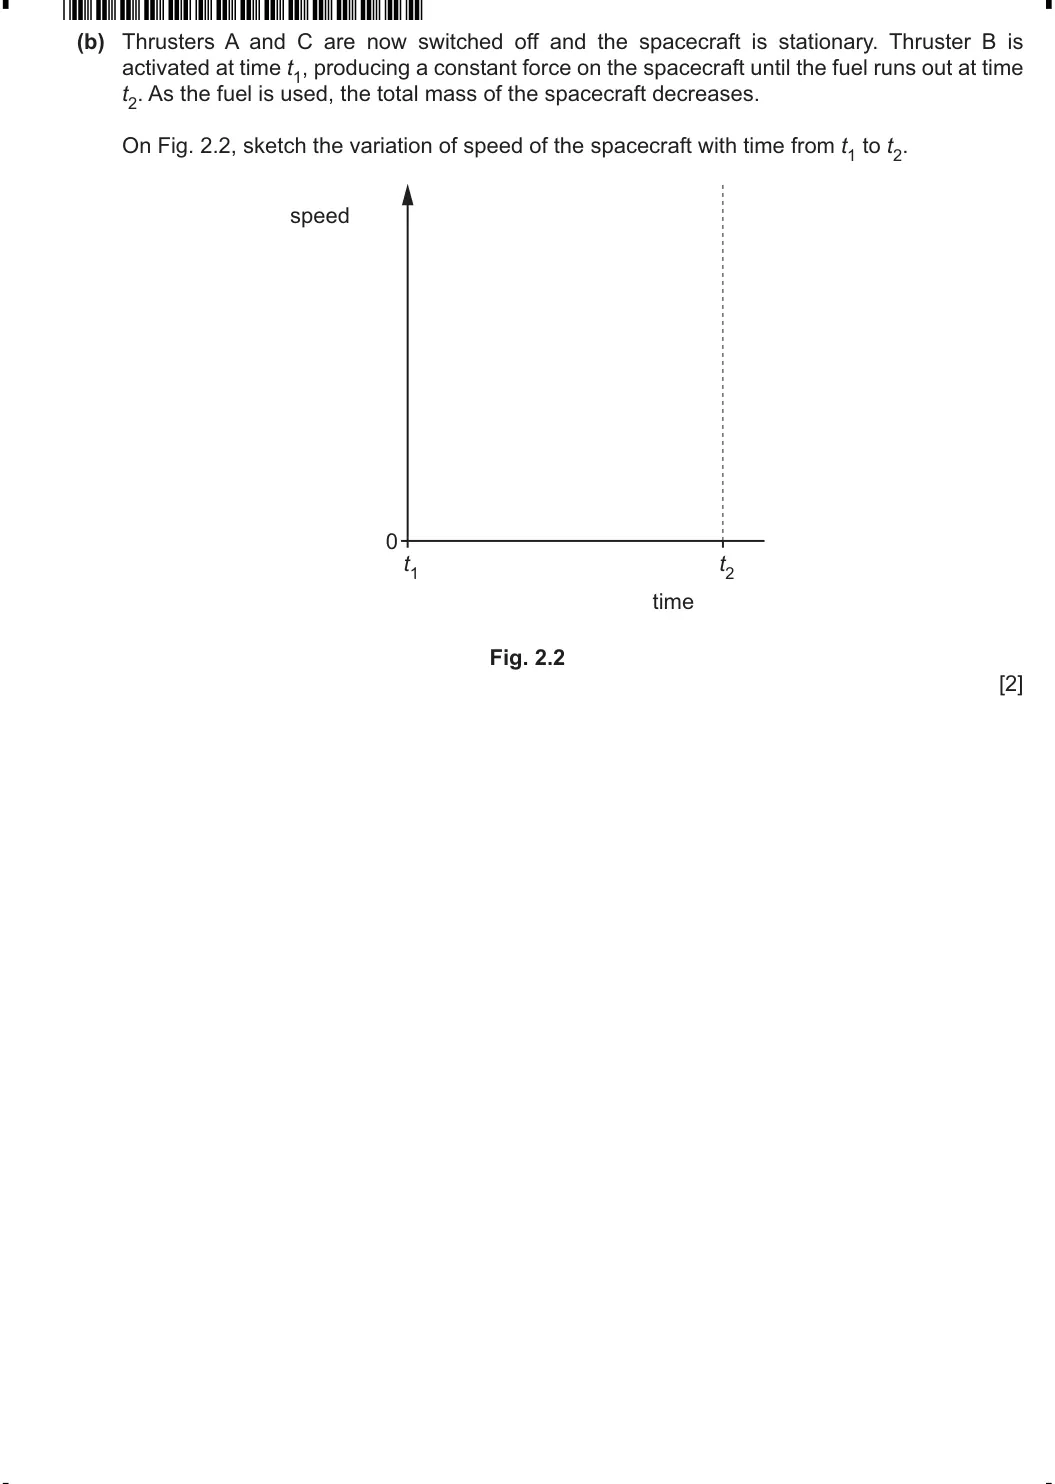 (b) Thrusters A and C are now switched off and the spacecraft is stationary. Thruster B is
activated at time t1, producing a constant force on the spacecraft until the fuel runs out at time
t2. As the fuel is used, the total mass of the spacecraft decreases.
On Fig. 2.2, sketch the variation of speed of the spacecraft with time from t1 to t2.
speed
0
t1 t2
time
Fig. 2.2
[2]